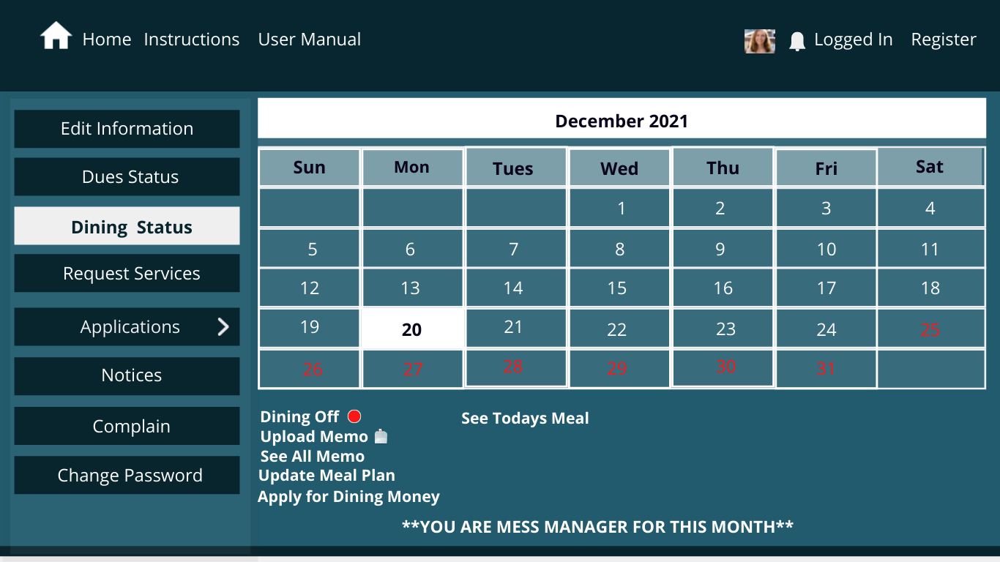 Home Instructions User Manual Logged In Register
December 2021
Edit Information
Dues Status
Dining Status
Request Services
Applications
Notices
Complain
Change Password
Sun Mon Tues Wed Thu Fri Sat
1 2 3 4
5 6 7 8 9 10 11
12 13 14 15 16 17 18
19 20 21 22 23 24 25
26 27 28 29 30 31
Dining Off
See Todays Meal
Upload Memo
See All Memo
Update Meal Plan
Apply for Dining Money
**YOU ARE MESS MANAGER FOR THIS MONTH**